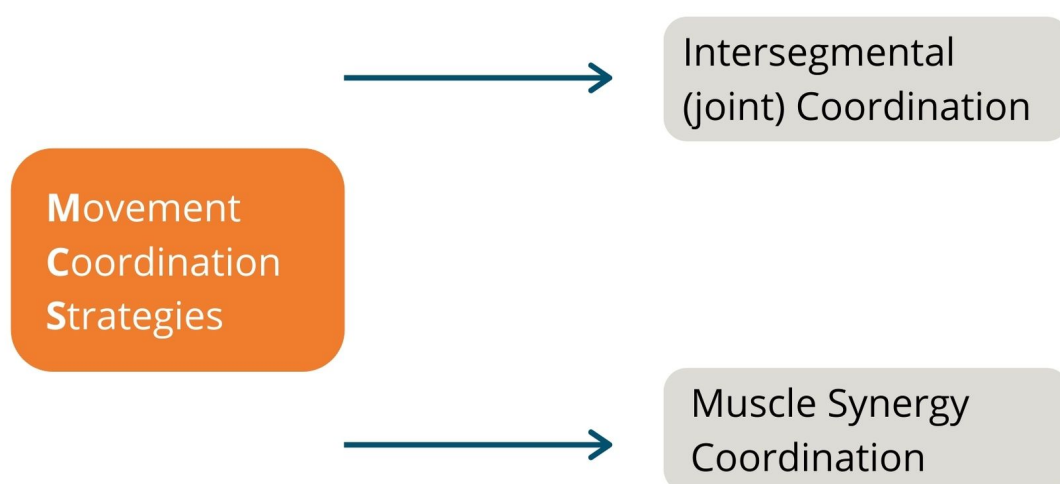 Intersegmental
(joint) Coordination
Movement
Coordination
Strategies
Muscle Synergy
Coordination